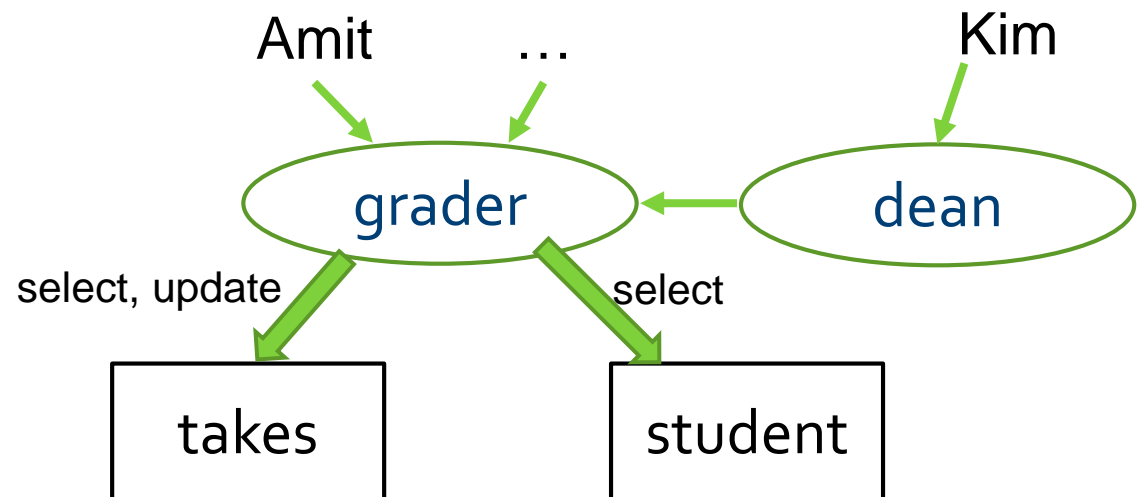 Amit
…
Kim
grader
dean
select, update
select
takes
student